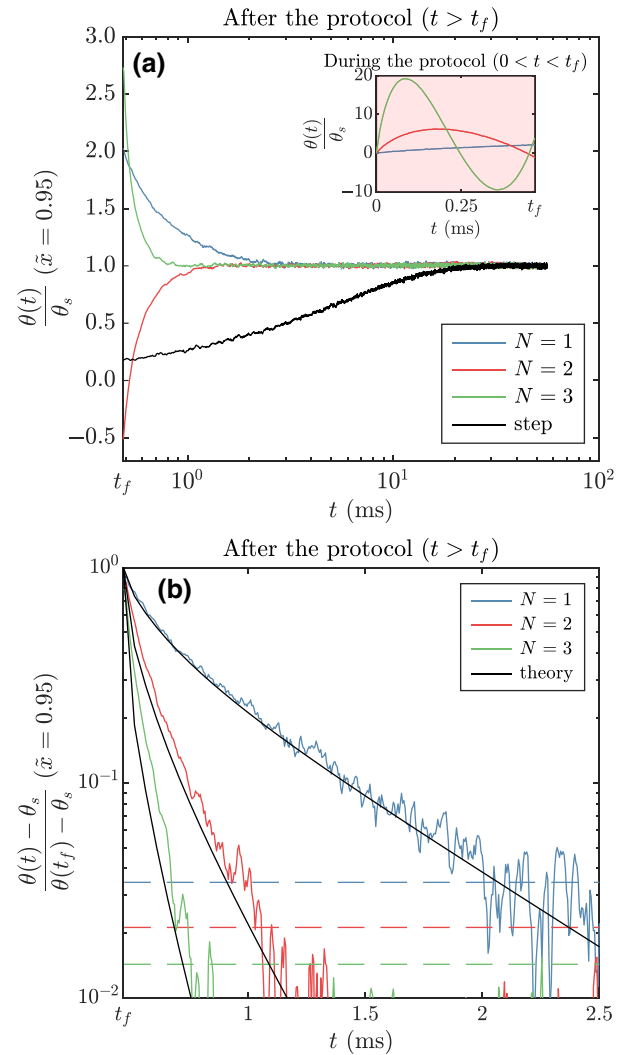 After the protocol (t > t_f)
(a)
θ(t)/θ_s (x̃ = 0.95)
3.0
2.5
2.0
1.5
1.0
0.5
0.0
−0.5
During the protocol (0 < t < t_f)
θ(t)/θ_s
20
10
0
−10
0 0.25 t_f
t (ms)
N = 1
N = 2
N = 3
step
t_f 10^0 10^1 10^2
t (ms)
After the protocol (t > t_f)
(b)
(θ(t) − θ_s)/(θ(t_f) − θ_s) (x̃ = 0.95)
10^0
10^−1
10^−2
N = 1
N = 2
N = 3
theory
t_f 1 1.5 2 2.5
t (ms)